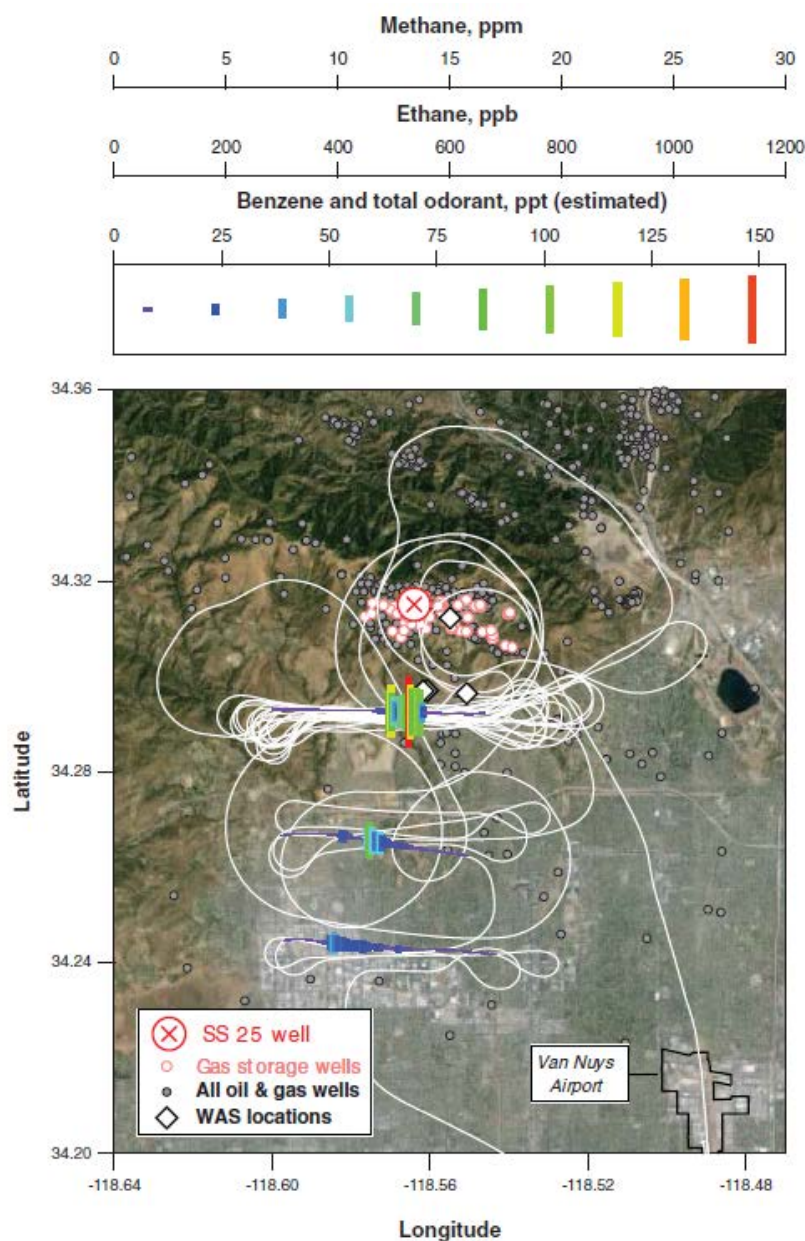 Methane, ppm
0 5 10 15 20 25 30
Ethane, ppb
0 200 400 600 800 1000 1200
Benzene and total odorant, ppt (estimated)
0 25 50 75 100 125 150
34.36
34.32
34.28
34.24
34.20
Latitude
SS 25 well
Gas storage wells
All oil & gas wells
WAS locations
Van Nuys
Airport
-118.64 -118.60 -118.56 -118.52 -118.48
Longitude